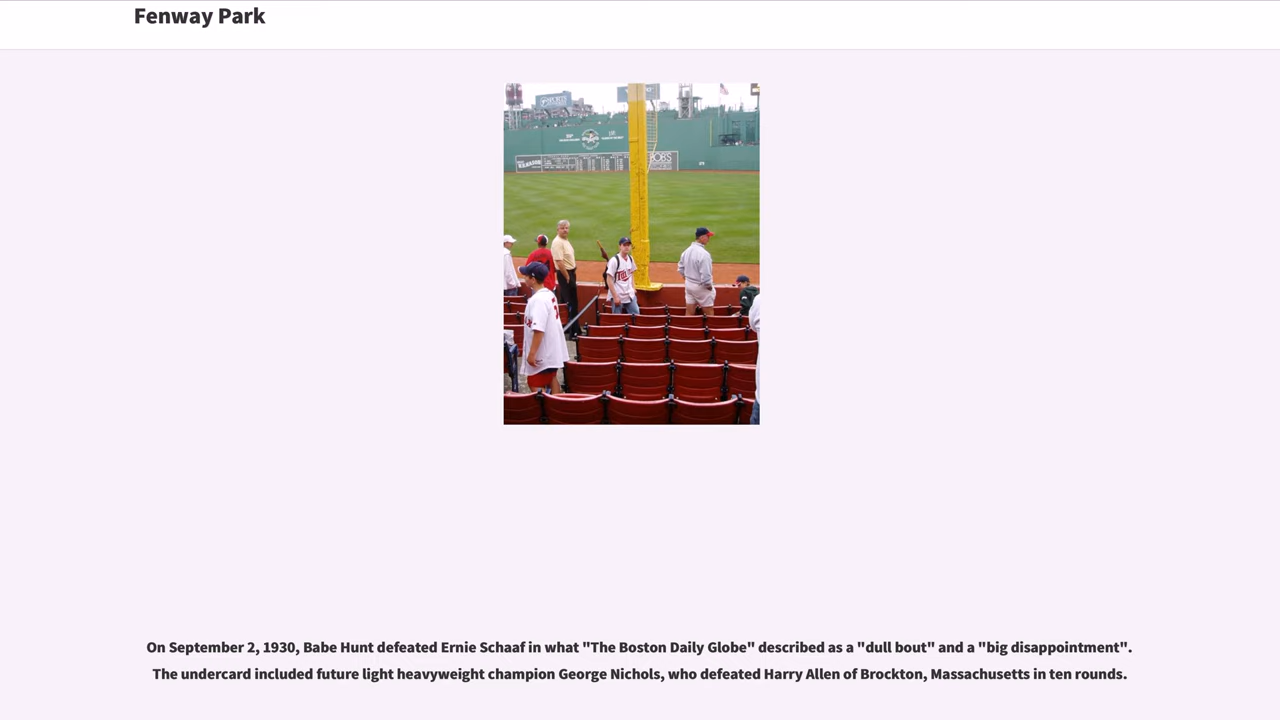 Fenway Park
SPORTS
On September 2, 1930, Babe Hunt defeated Ernie Schaaf in what "The Boston Daily Globe" described as a "dull bout" and a "big disappointment".
The undercard included future light heavyweight champion George Nichols, who defeated Harry Allen of Brockton, Massachusetts in ten rounds.